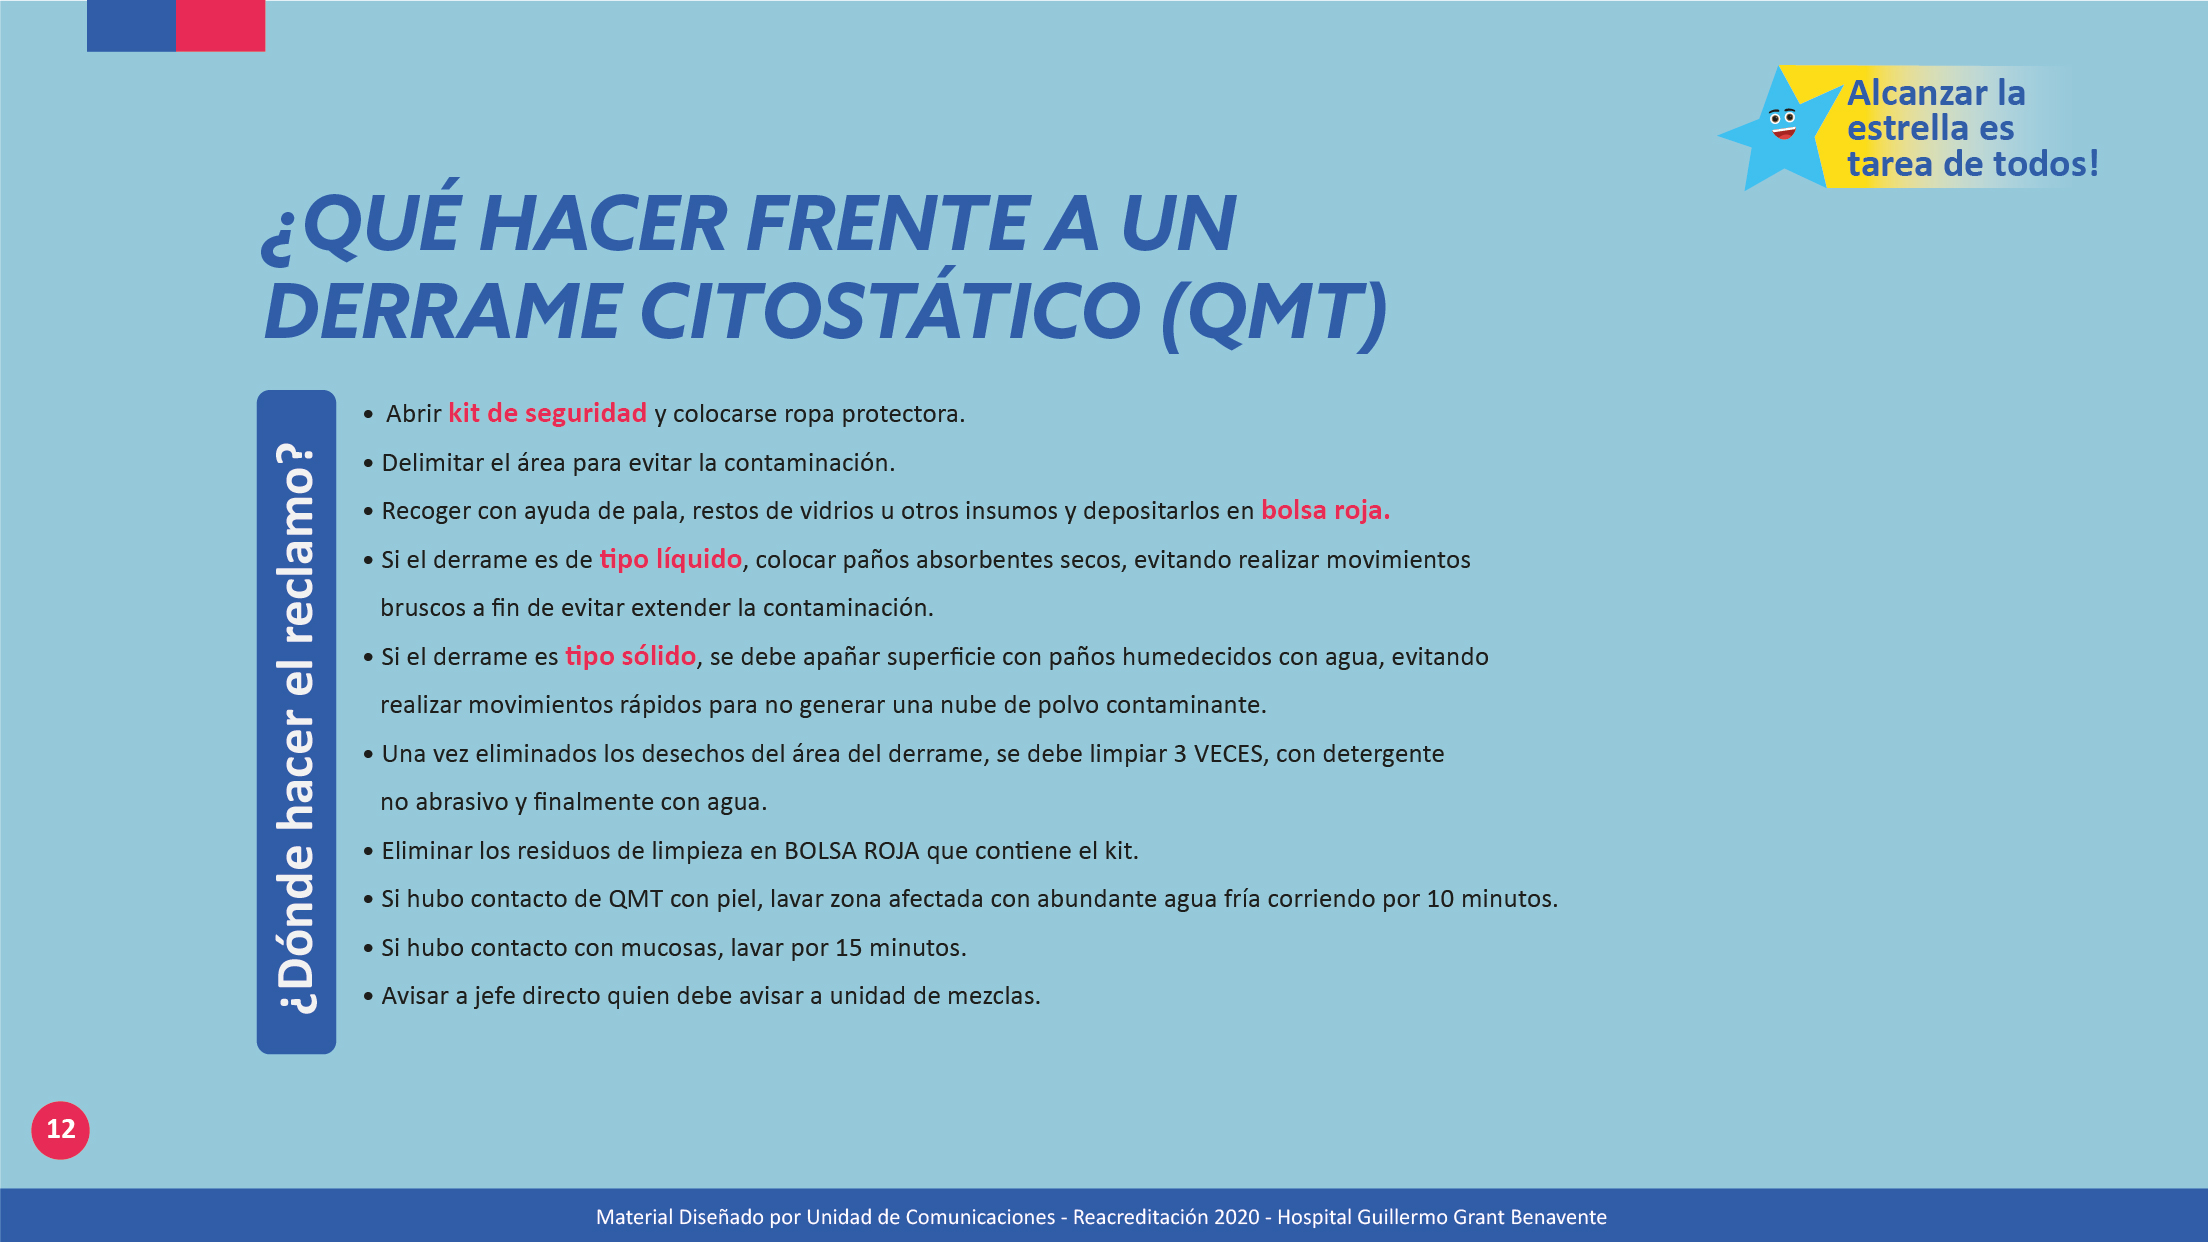 Alcanzar la
estrella es
tarea de todos!
¿QUÉ HACER FRENTE A UN
DERRAME CITOSTÁTICO (QMT)
¿Dónde hacer el reclamo?
• Abrir kit de seguridad y colocarse ropa protectora.
• Delimitar el área para evitar la contaminación.
• Recoger con ayuda de pala, restos de vidrios u otros insumos y depositarlos en bolsa roja.
• Si el derrame es de tipo líquido, colocar paños absorbentes secos, evitando realizar movimientos
bruscos a fin de evitar extender la contaminación.
• Si el derrame es tipo sólido, se debe apañar superficie con paños humedecidos con agua, evitando
realizar movimientos rápidos para no generar una nube de polvo contaminante.
• Una vez eliminados los desechos del área del derrame, se debe limpiar 3 VECES, con detergente
no abrasivo y finalmente con agua.
• Eliminar los residuos de limpieza en BOLSA ROJA que contiene el kit.
• Si hubo contacto de QMT con piel, lavar zona afectada con abundante agua fría corriendo por 10 minutos.
• Si hubo contacto con mucosas, lavar por 15 minutos.
• Avisar a jefe directo quien debe avisar a unidad de mezclas.
12
Material Diseñado por Unidad de Comunicaciones - Reacreditación 2020 - Hospital Guillermo Grant Benavente